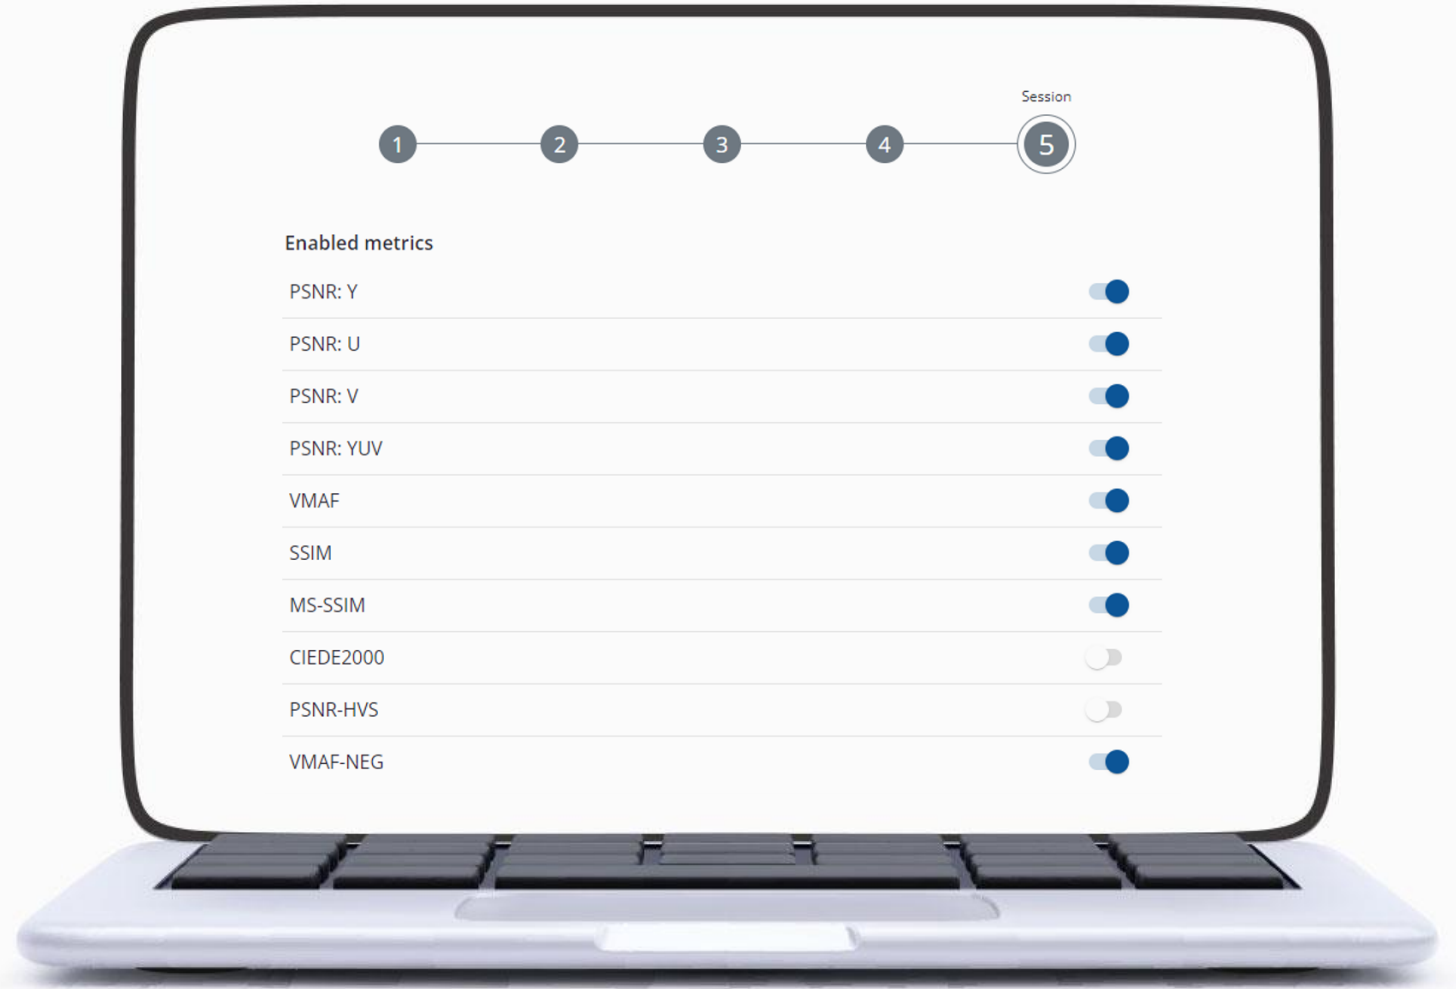 Session
1 2 3 4 5
Enabled metrics
PSNR: Y
PSNR: U
PSNR: V
PSNR: YUV
VMAF
SSIM
MS-SSIM
CIEDE2000
PSNR-HVS
VMAF-NEG